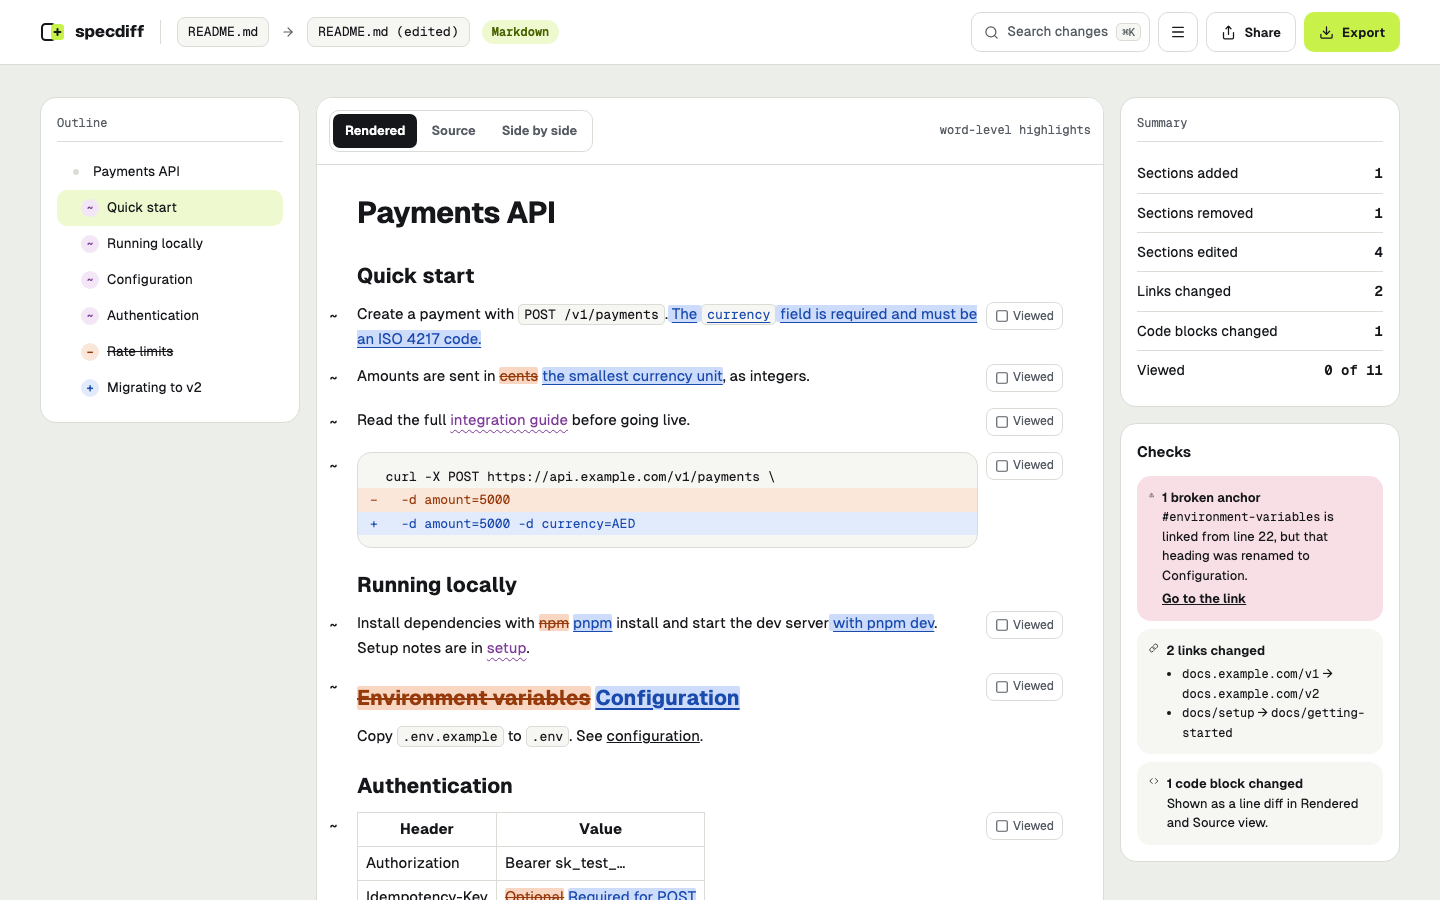 specdiff README.md → README.md (edited) Markdown Search changes ⌘K Share Export
Outline
Payments API
~ Quick start
~ Running locally
~ Configuration
~ Authentication
− Rate limits
+ Migrating to v2
Rendered Source Side by side word-level highlights
Payments API
Quick start
~ Create a payment with POST /v1/payments. The currency field is required and must be Viewed
an ISO 4217 code.
~ Amounts are sent in cents the smallest currency unit, as integers. Viewed
~ Read the full integration guide before going live. Viewed
~ Viewed
curl -X POST https://api.example.com/v1/payments \
− -d amount=5000
+ -d amount=5000 -d currency=AED
Running locally
~ Install dependencies with npm pnpm install and start the dev server with pnpm dev. Viewed
Setup notes are in setup.
~ Environment variables Configuration Viewed
Copy .env.example to .env. See configuration.
Authentication
~ Header Value Viewed
Authorization Bearer sk_test_…
Idempotency-Key Optional Required for POST
Summary
Sections added 1
Sections removed 1
Sections edited 4
Links changed 2
Code blocks changed 1
Viewed 0 of 11
Checks
1 broken anchor
#environment-variables is
linked from line 22, but that
heading was renamed to
Configuration.
Go to the link
2 links changed
• docs.example.com/v1 →
docs.example.com/v2
• docs/setup → docs/getting-
started
1 code block changed
Shown as a line diff in Rendered
and Source view.